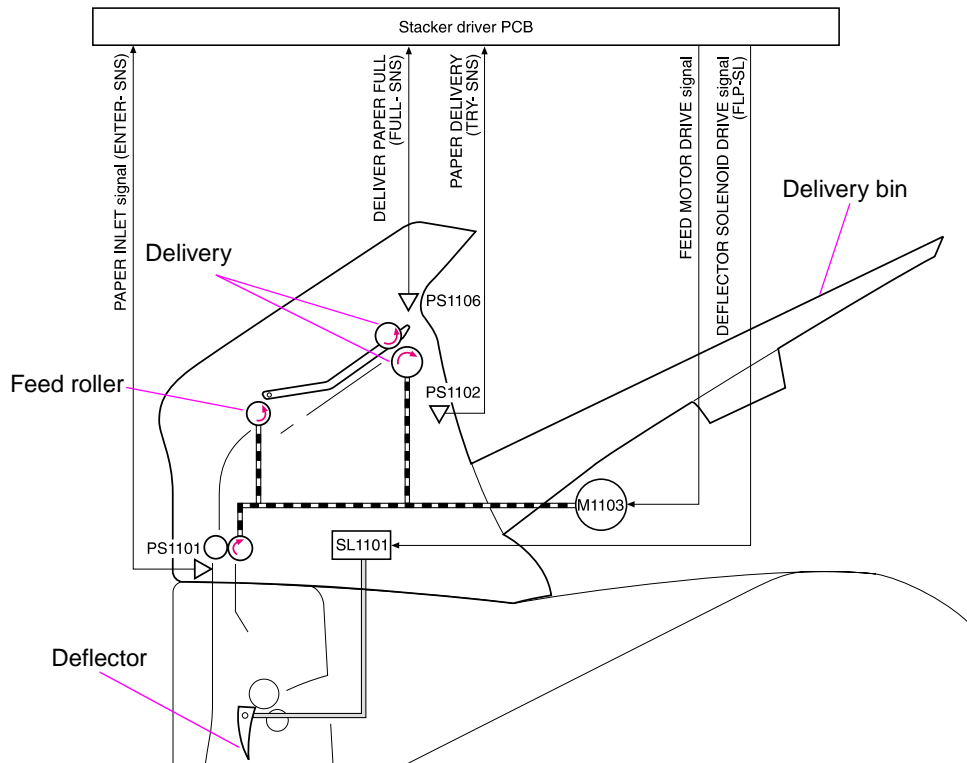 Stacker driver PCB
PAPER INLET signal (ENTER- SNS)
DELIVER PAPER FULL
(FULL- SNS)
PAPER DELIVERY
(TRY- SNS)
FEED MOTOR DRIVE signal
DEFLECTOR SOLENOID DRIVE signal
(FLP-SL)
Delivery bin
Delivery
PS1106
Feed roller
PS1102
M1103
PS1101
SL1101
Deflector